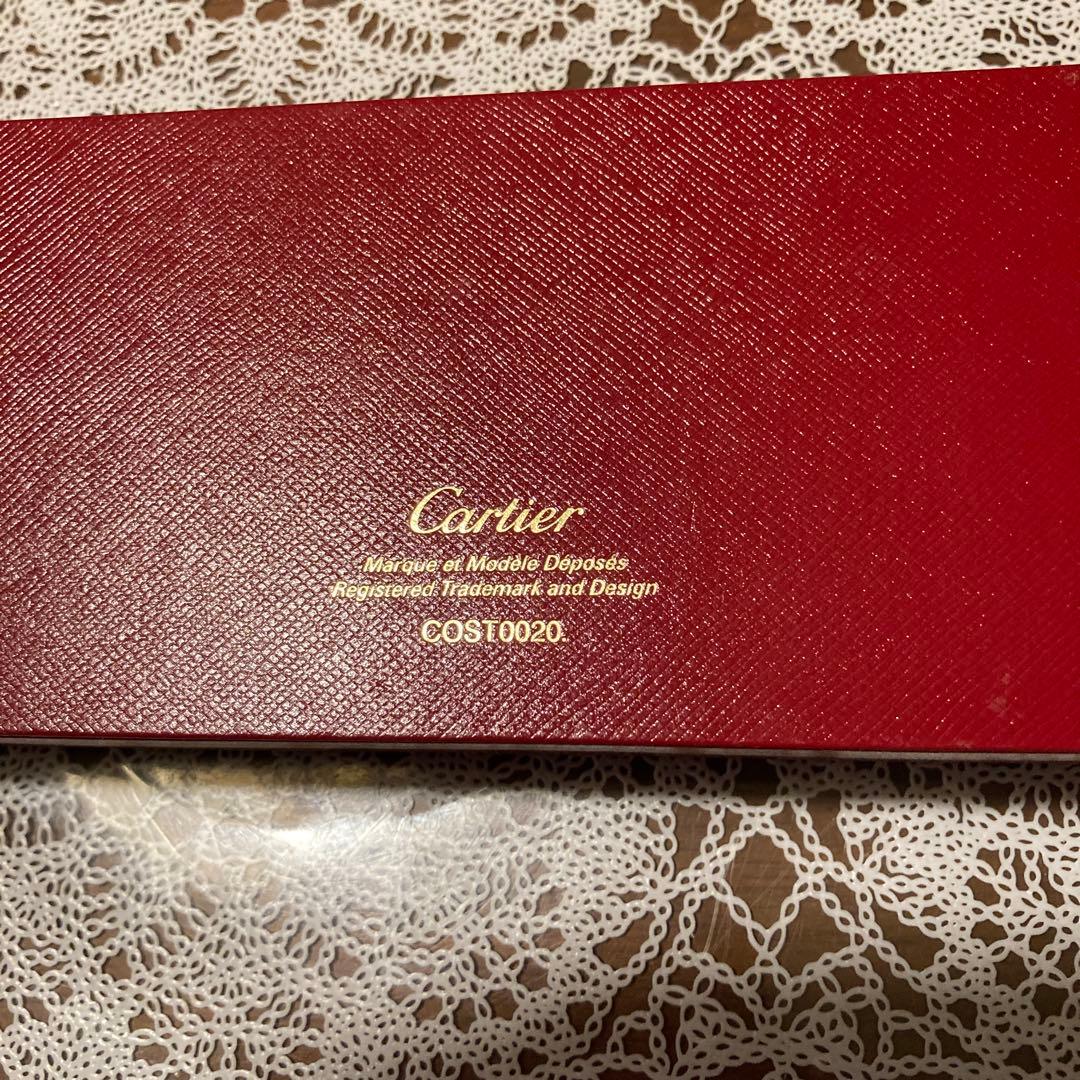 Cartier
Marque et Modèle Déposés
Registered Trademark and Design
COST0020.